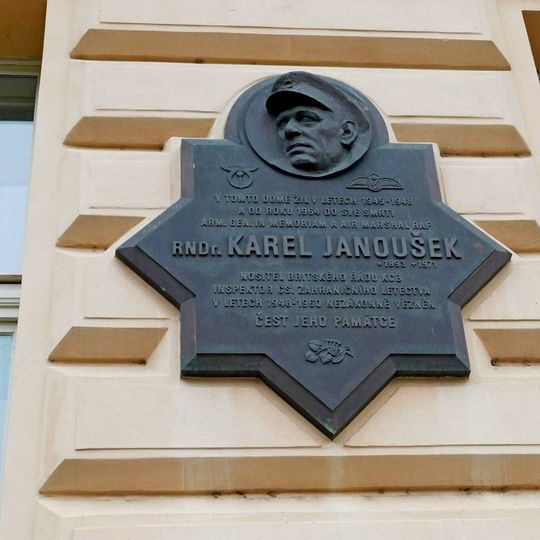 V TOMTO DOMĚ ŽIL V LETECH 1945-1948
A OD ROKU 1964 DO SVÉ SMRTI
ARM. GEN. IN MEMORIAM A AIR MARSHAL RAF
RNDr. KAREL JANOUŠEK
*1893 +1971
NOSITEL BRITSKÉHO ŘÁDU KCB
INSPEKTOR ČS. ZAHRANIČNÍHO LETECTVA
V LETECH 1948-1960 NEZÁKONNĚ VĚZNĚN
ČEST JEHO PAMÁTCE